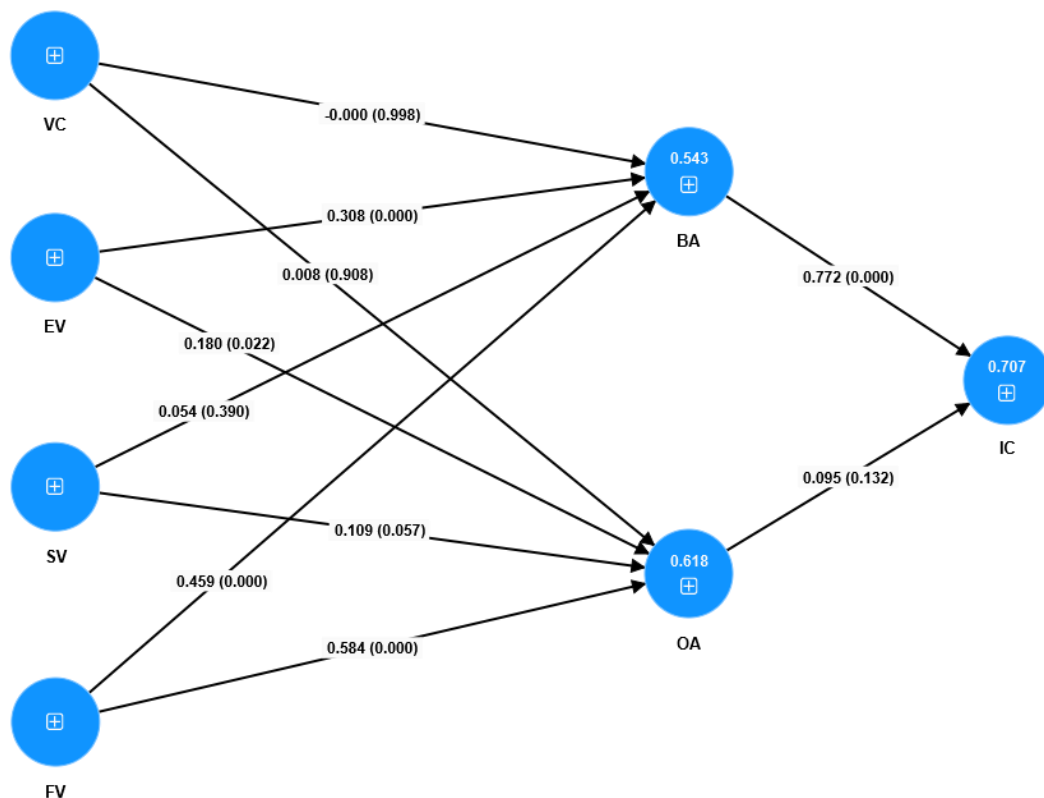 VC
-0.000 (0.998)
0.543
BA
0.308 (0.000)
EV
0.008 (0.908)
0.772 (0.000)
0.180 (0.022)
0.707
IC
0.054 (0.390)
SV
0.109 (0.057)
0.095 (0.132)
0.459 (0.000)
0.618
OA
0.584 (0.000)
FV